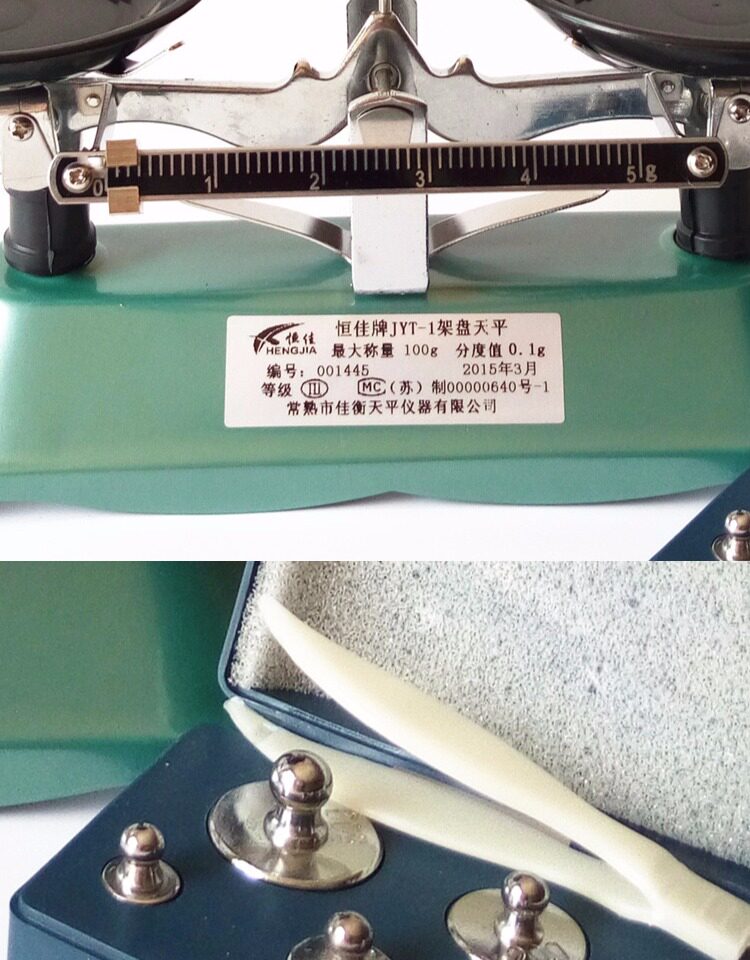 0 1 2 3 4 5 g
恒佳 HENGJIA
恒佳牌JYT-1架盘天平
最大称量 100g 分度值 0.1g
编号: 001445 2015年3月
等级 III MC (苏) 制00000640号-1
常熟市佳衡天平仪器有限公司